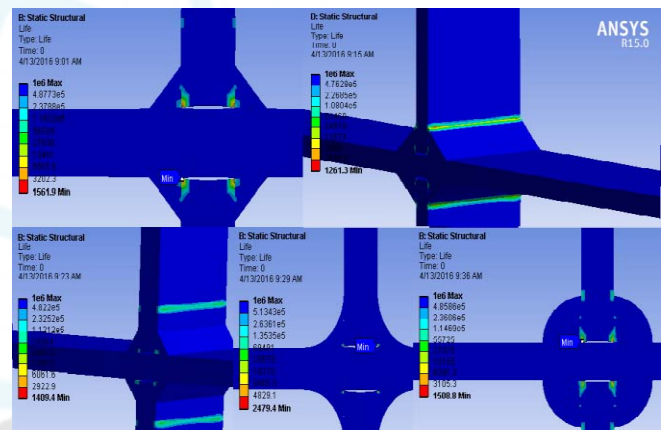 B: Static Structural
Life
Type: Life
Time: 0
4/13/2016 9:01 AM
1e6 Max
4.8773e5
2.3788e5
3202.3
1561.9 Min
Min
D: Static Structural
Life
Type: Life
Time: 0
4/13/2016 9:15 AM
1e6 Max
4.7628e5
2.2685e5
1.0804e5
1261.3 Min
ANSYS
R15.0
B: Static Structural
Life
Type: Life
Time: 0
4/13/2016 9:23 AM
1e6 Max
4.822e5
2.3252e5
1.1212e5
6061.6
2922.9
1409.4 Min
B: Static Structural
Life
Type: Life
Time: 0
4/13/2016 9:29 AM
1e6 Max
5.1343e5
2.6361e5
1.3535e5
4829.1
2479.4 Min
Min
B: Static Structural
Life
Type: Life
Time: 0
4/13/2016 9:36 AM
1e6 Max
4.8586e5
2.3606e5
1.1469e5
55725
3105.3
1508.8 Min
Min